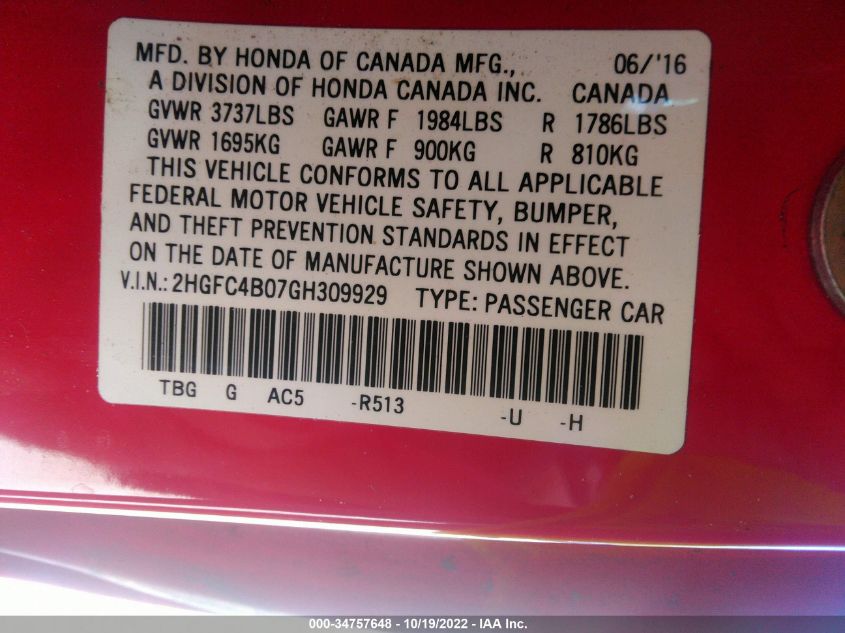 MFD. BY HONDA OF CANADA MFG., 06/'16
A DIVISION OF HONDA CANADA INC. CANADA
GVWR 3737LBS GAWR F 1984LBS R 1786LBS
GVWR 1695KG GAWR F 900KG R 810KG
THIS VEHICLE CONFORMS TO ALL APPLICABLE
FEDERAL MOTOR VEHICLE SAFETY, BUMPER,
AND THEFT PREVENTION STANDARDS IN EFFECT
ON THE DATE OF MANUFACTURE SHOWN ABOVE.
V.I.N.: 2HGFC4B07GH309929 TYPE: PASSENGER CAR
TBG G AC5 -R513 -U -H
000-34757648 - 10/19/2022 - IAA Inc.